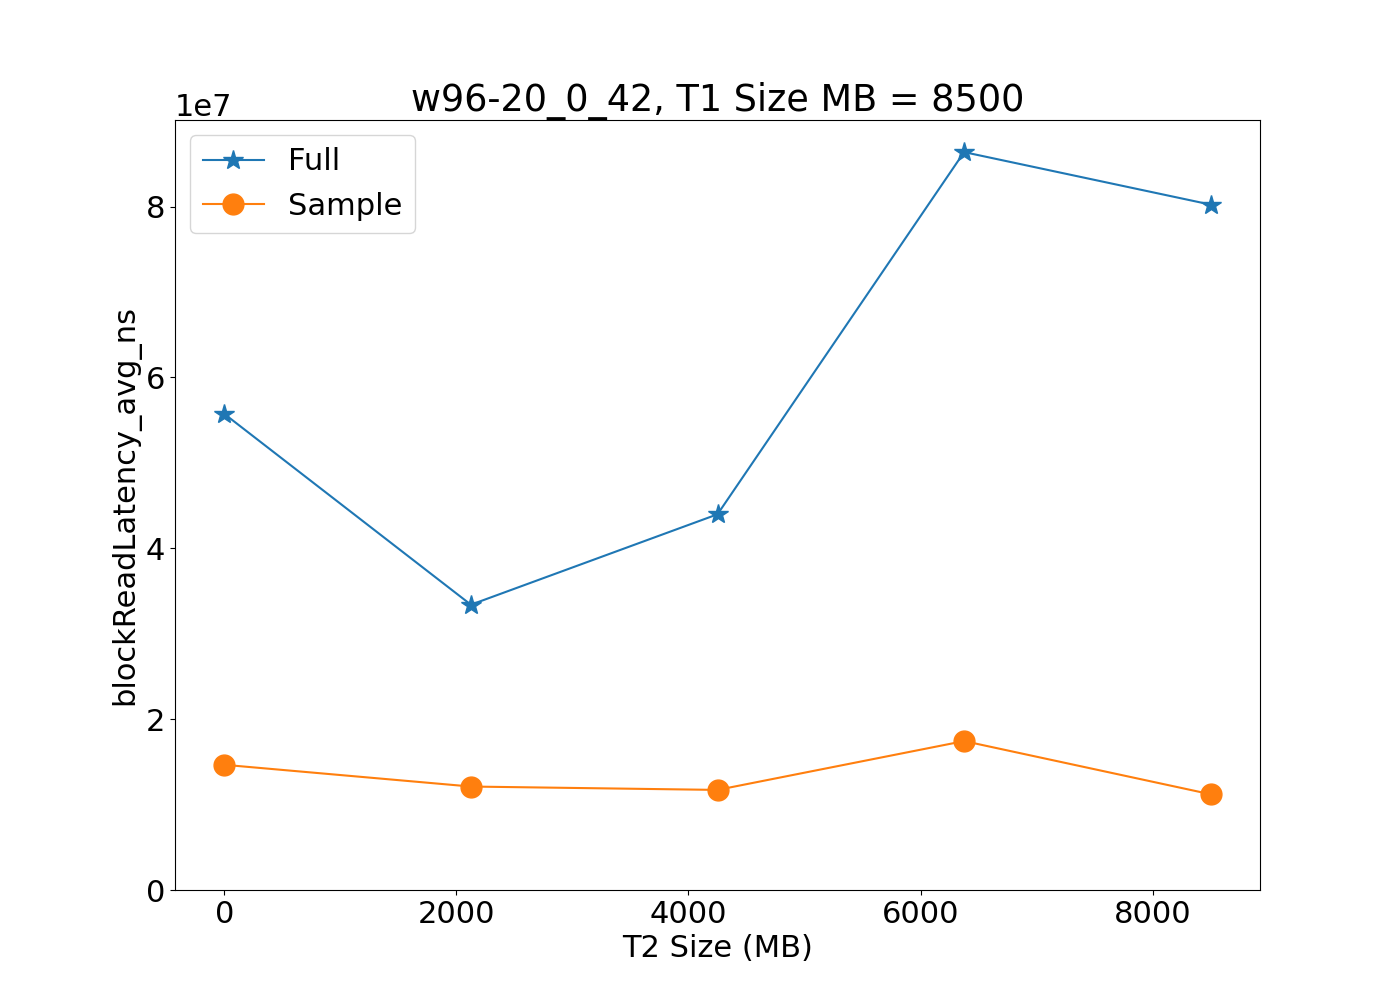 w96-20_0_42, T1 Size MB = 8500
1e7
Full
Sample
8
6
4
2
0
blockReadLatency_avg_ns
0 2000 4000 6000 8000
T2 Size (MB)